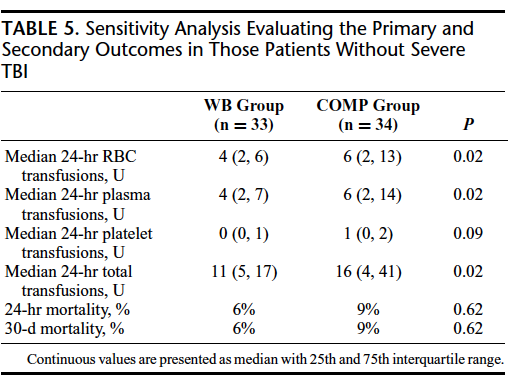 TABLE 5. Sensitivity Analysis Evaluating the Primary and
Secondary Outcomes in Those Patients Without Severe
TBI
WB Group COMP Group
(n = 33) (n = 34) P
Median 24-hr RBC 4 (2, 6) 6 (2, 13) 0.02
transfusions, U
Median 24-hr plasma 4 (2, 7) 6 (2, 14) 0.02
transfusions, U
Median 24-hr platelet 0 (0, 1) 1 (0, 2) 0.09
transfusions, U
Median 24-hr total 11 (5, 17) 16 (4, 41) 0.02
transfusions, U
24-hr mortality, % 6% 9% 0.62
30-d mortality, % 6% 9% 0.62
Continuous values are presented as median with 25th and 75th interquartile range.